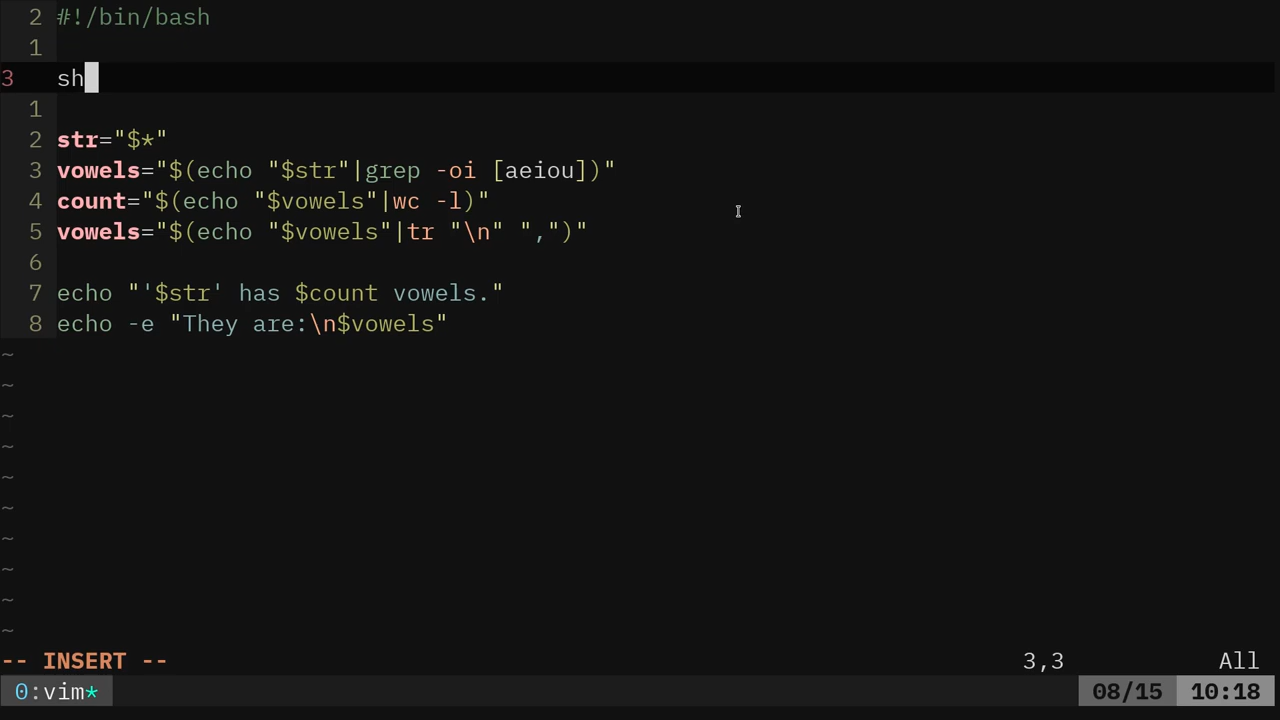 2 #!/bin/bash
1
3 sh
1
2 str="$*"
3 vowels="$(echo "$str"|grep -oi [aeiou])"
4 count="$(echo "$vowels"|wc -l)"
5 vowels="$(echo "$vowels"|tr "\n" ",")"
6
7 echo "'$str' has $count vowels."
8 echo -e "They are:\n$vowels"
~
~
~
~
~
~
~
~
~
~
-- INSERT -- 3,3 All
0:vim* 08/15 10:18